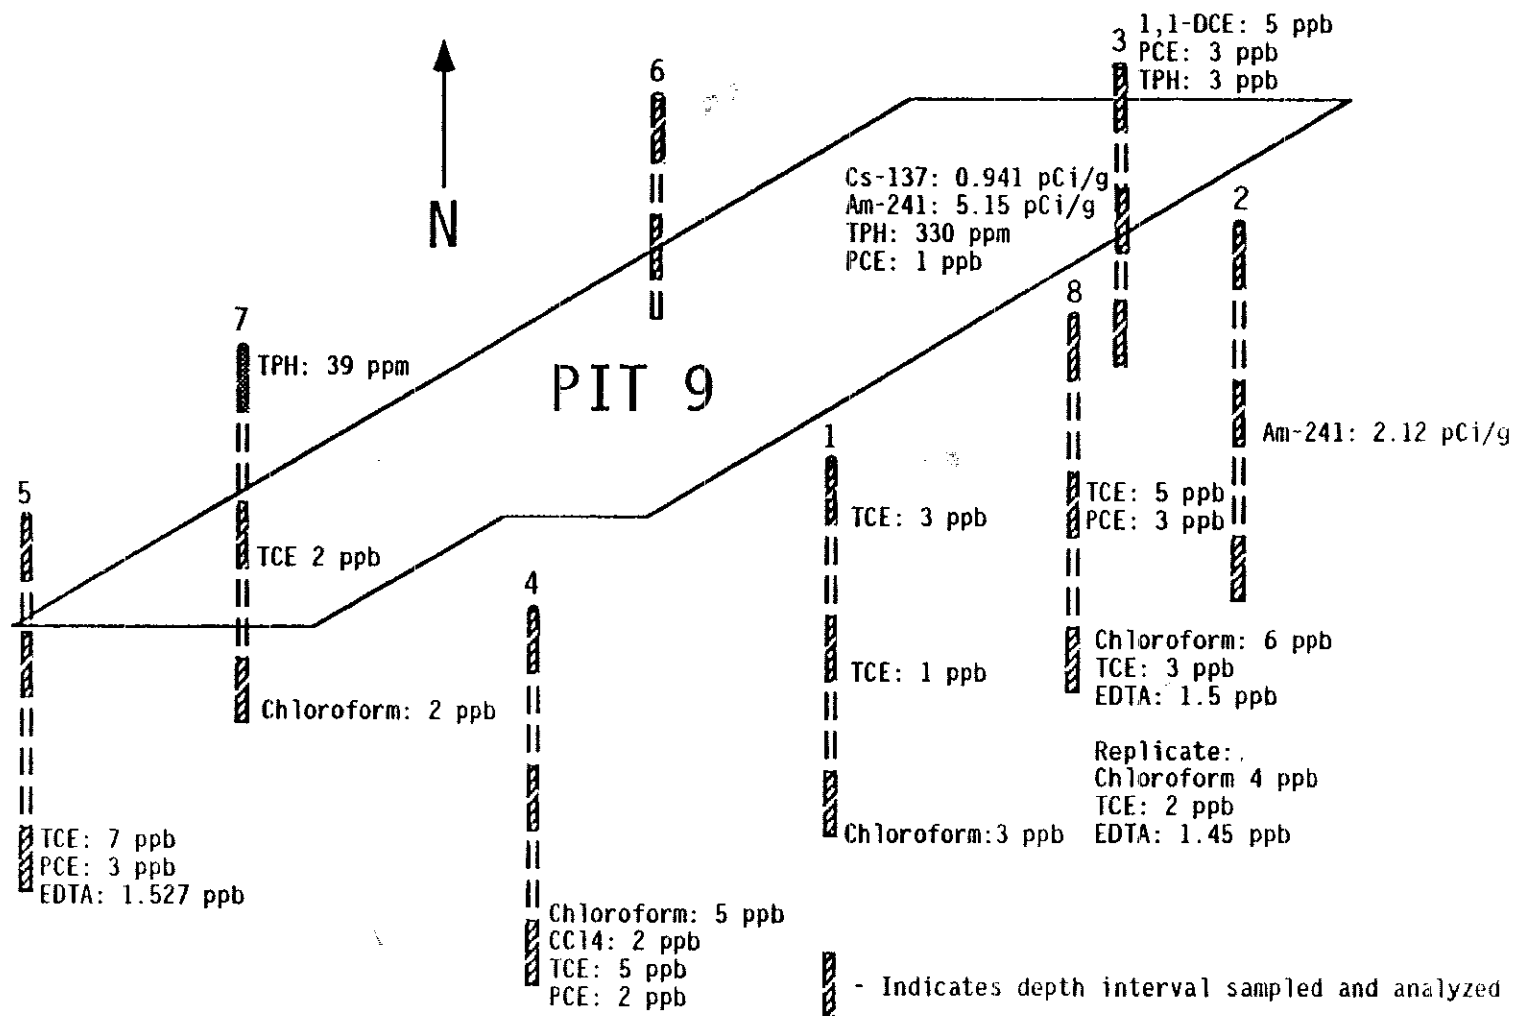 1,1-DCE: 5 ppb
3
PCE: 3 ppb
TPH: 3 ppb
6
Cs-137: 0.941 pCi/g
Am-241: 5.15 pCi/g
TPH: 330 ppm
PCE: 1 ppb
2
N
8
7
TPH: 39 ppm
PIT 9
1
Am-241: 2.12 pCi/g
5
TCE: 5 ppb
PCE: 3 ppb
TCE: 3 ppb
TCE 2 ppb
4
Chloroform: 6 ppb
TCE: 3 ppb
EDTA: 1.5 ppb
TCE: 1 ppb
Chloroform: 2 ppb
Replicate:
Chloroform 4 ppb
TCE: 2 ppb
EDTA: 1.45 ppb
Chloroform:3 ppb
TCE: 7 ppb
PCE: 3 ppb
EDTA: 1.527 ppb
Chloroform: 5 ppb
CCl4: 2 ppb
TCE: 5 ppb
PCE: 2 ppb
- Indicates depth interval sampled and analyzed